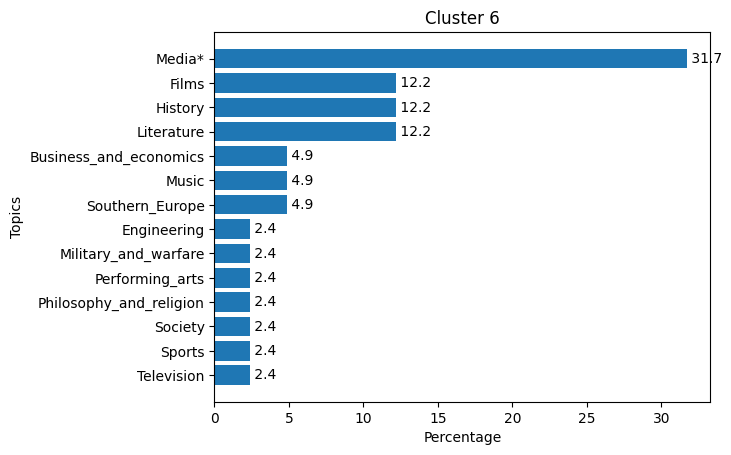 Cluster 6
Topics
Media* 31.7
Films 12.2
History 12.2
Literature 12.2
Business_and_economics 4.9
Music 4.9
Southern_Europe 4.9
Engineering 2.4
Military_and_warfare 2.4
Performing_arts 2.4
Philosophy_and_religion 2.4
Society 2.4
Sports 2.4
Television 2.4
0 5 10 15 20 25 30
Percentage